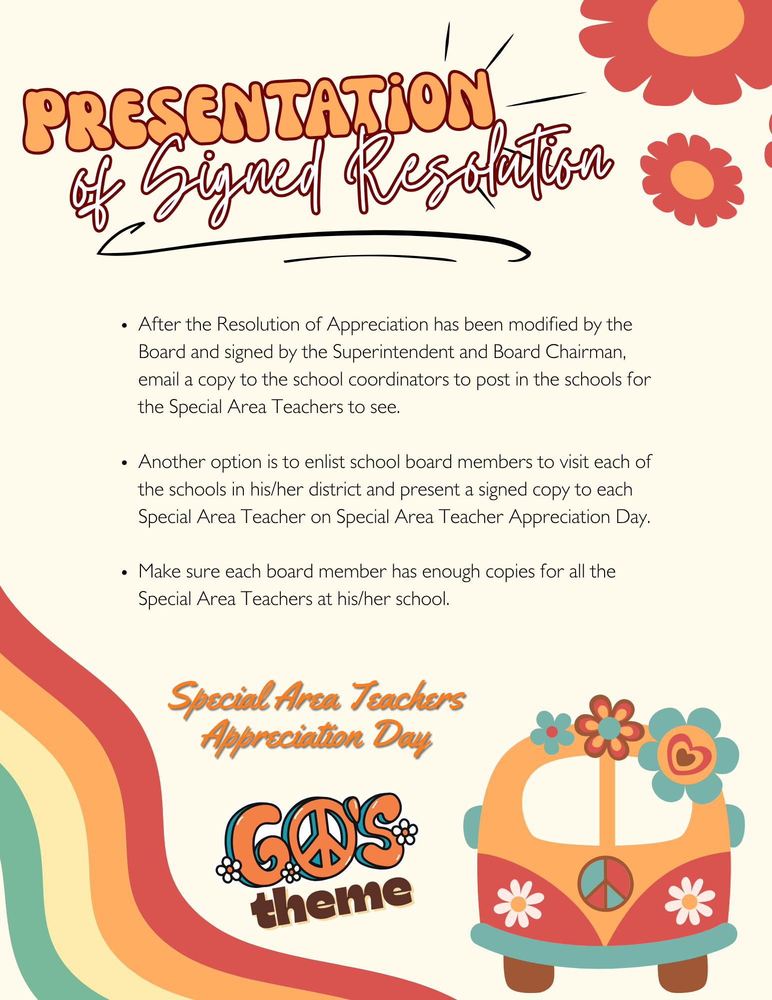 PRESENTATiON
of Signed Resolution
• After the Resolution of Appreciation has been modified by the
Board and signed by the Superintendent and Board Chairman,
email a copy to the school coordinators to post in the schools for
the Special Area Teachers to see.
• Another option is to enlist school board members to visit each of
the schools in his/her district and present a signed copy to each
Special Area Teacher on Special Area Teacher Appreciation Day.
• Make sure each board member has enough copies for all the
Special Area Teachers at his/her school.
Special Area Teachers
Appreciation Day
60'S
theme